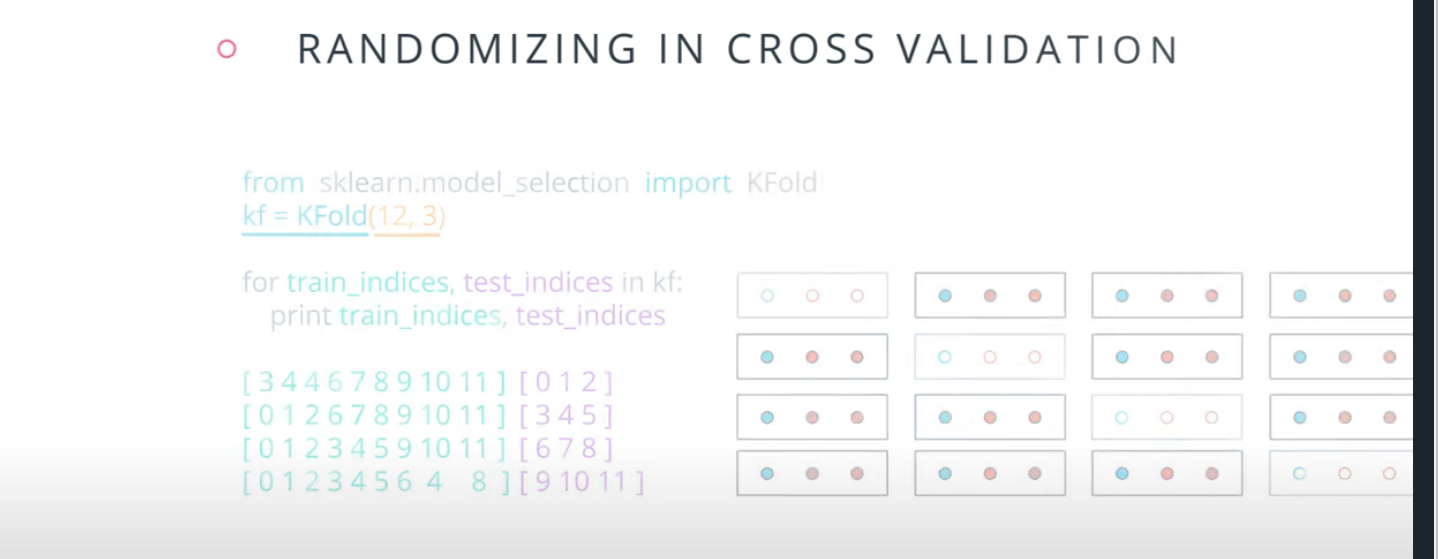 RANDOMIZING IN CROSS VALIDATION
from sklearn.model_selection import KFold
kf = KFold(12, 3)
for train_indices, test_indices in kf:
print train_indices, test_indices
[ 3 4 4 6 7 8 9 10 11 ] [ 0 1 2 ]
[ 0 1 2 6 7 8 9 10 11 ] [ 3 4 5 ]
[ 0 1 2 3 4 5 9 10 11 ] [ 6 7 8 ]
[ 0 1 2 3 4 5 6 4 8 ] [ 9 10 11 ]